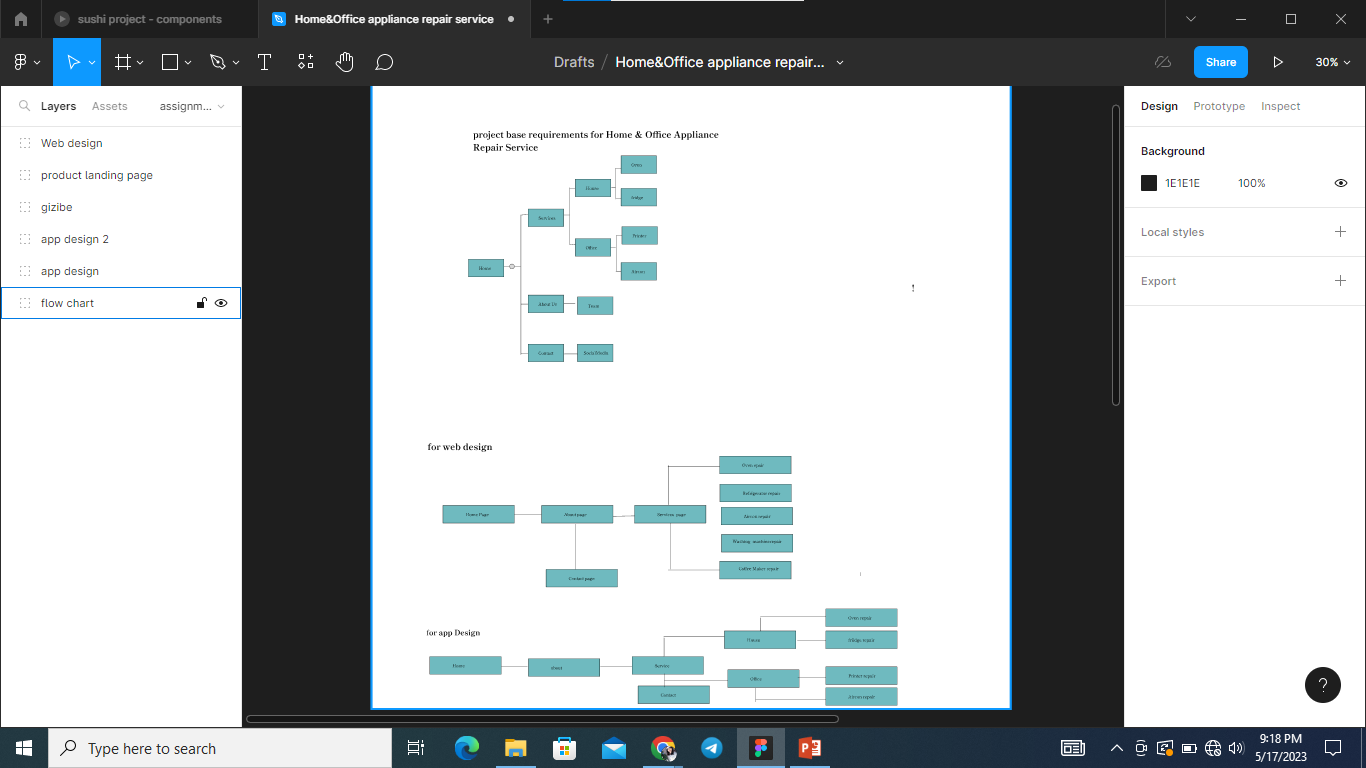 sushi project - components
Home&Office appliance repair service
Drafts / Home&Office appliance repair...
Share
30%
Layers
Assets
assignm...
Design
Prototype
Inspect
Web design
product landing page
gizibe
app design 2
app design
flow chart
Background
1E1E1E
100%
Local styles
Export
project base requirements for Home & Office Appliance
Repair Service
Oven
Home
fridge
Services
Printer
Office
Aircon
Home
About Us
Team
Contact
Social Media
for web design
Oven repair
Refrigerator repair
Home Page
About page
Services page
Aircon repair
Washing machine repair
Coffee Maker repair
Contact page
for app Design
Oven repair
Home
fridge repair
Home
about
Service
Office
Printer repair
Contact
Aircon repair
?
Type here to search
9:18 PM
5/17/2023